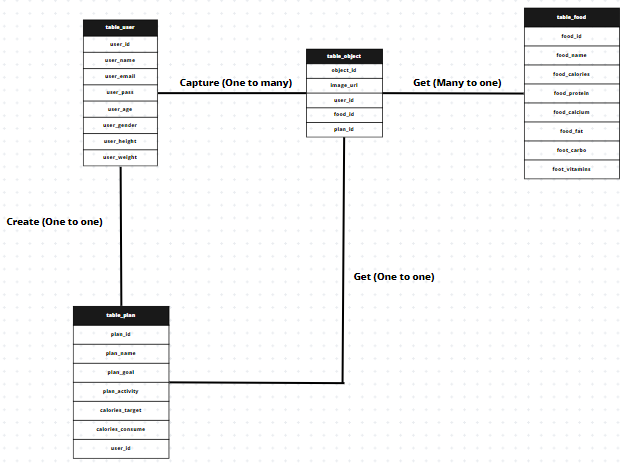 table_user
user_id
user_name
user_email
user_pass
user_age
user_gender
user_height
user_weight
Capture (One to many)
table_object
object_id
image_url
user_id
food_id
plan_id
Get (Many to one)
table_food
food_id
food_name
food_calories
food_protein
food_calcium
food_fat
foot_carbo
foot_vitamins
Create (One to one)
Get (One to one)
table_plan
plan_id
plan_name
plan_goal
plan_activity
calories_target
calories_consume
user_id